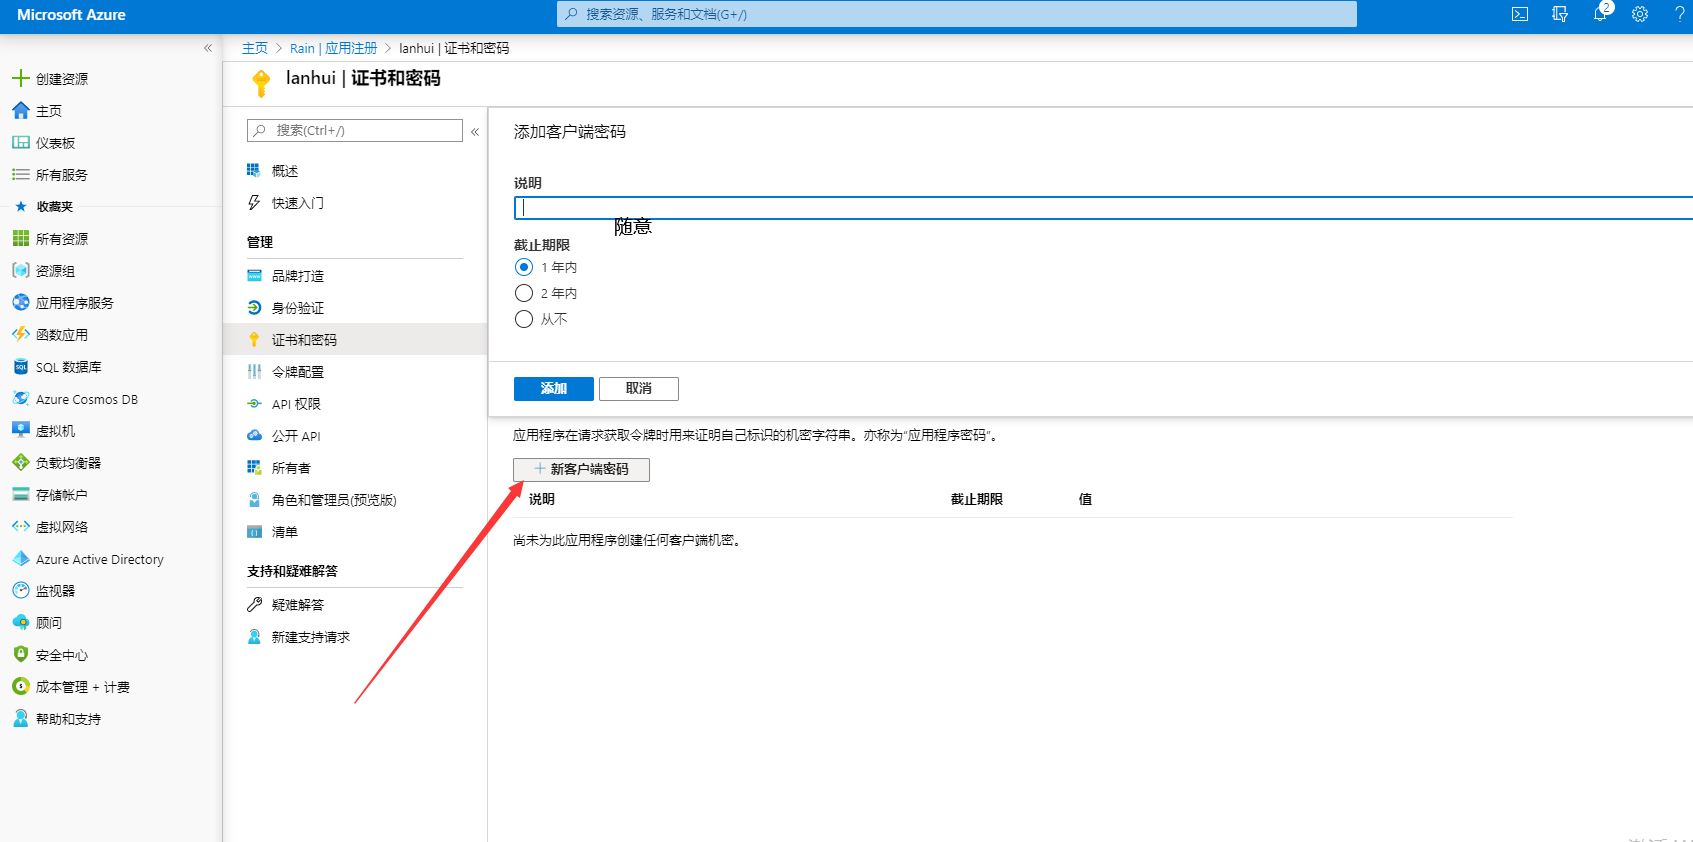 Microsoft Azure
搜索资源、服务和文档(G+/)
2
主页 > Rain | 应用注册 > lanhui | 证书和密码
lanhui | 证书和密码
创建资源
主页
仪表板
所有服务
收藏夹
所有资源
资源组
应用程序服务
函数应用
SQL 数据库
Azure Cosmos DB
虚拟机
负载均衡器
存储帐户
虚拟网络
Azure Active Directory
监视器
顾问
安全中心
成本管理 + 计费
帮助和支持
搜索(Ctrl+/)
概述
快速入门
管理
品牌打造
身份验证
证书和密码
令牌配置
API 权限
公开 API
所有者
角色和管理员(预览版)
清单
支持和疑难解答
疑难解答
新建支持请求
添加客户端密码
说明
随意
截止期限
1 年内
2 年内
从不
添加 取消
应用程序在请求获取令牌时用来证明自己标识的机密字符串。亦称为“应用程序密码”。
新客户端密码
说明 截止期限 值
尚未为此应用程序创建任何客户端机密。